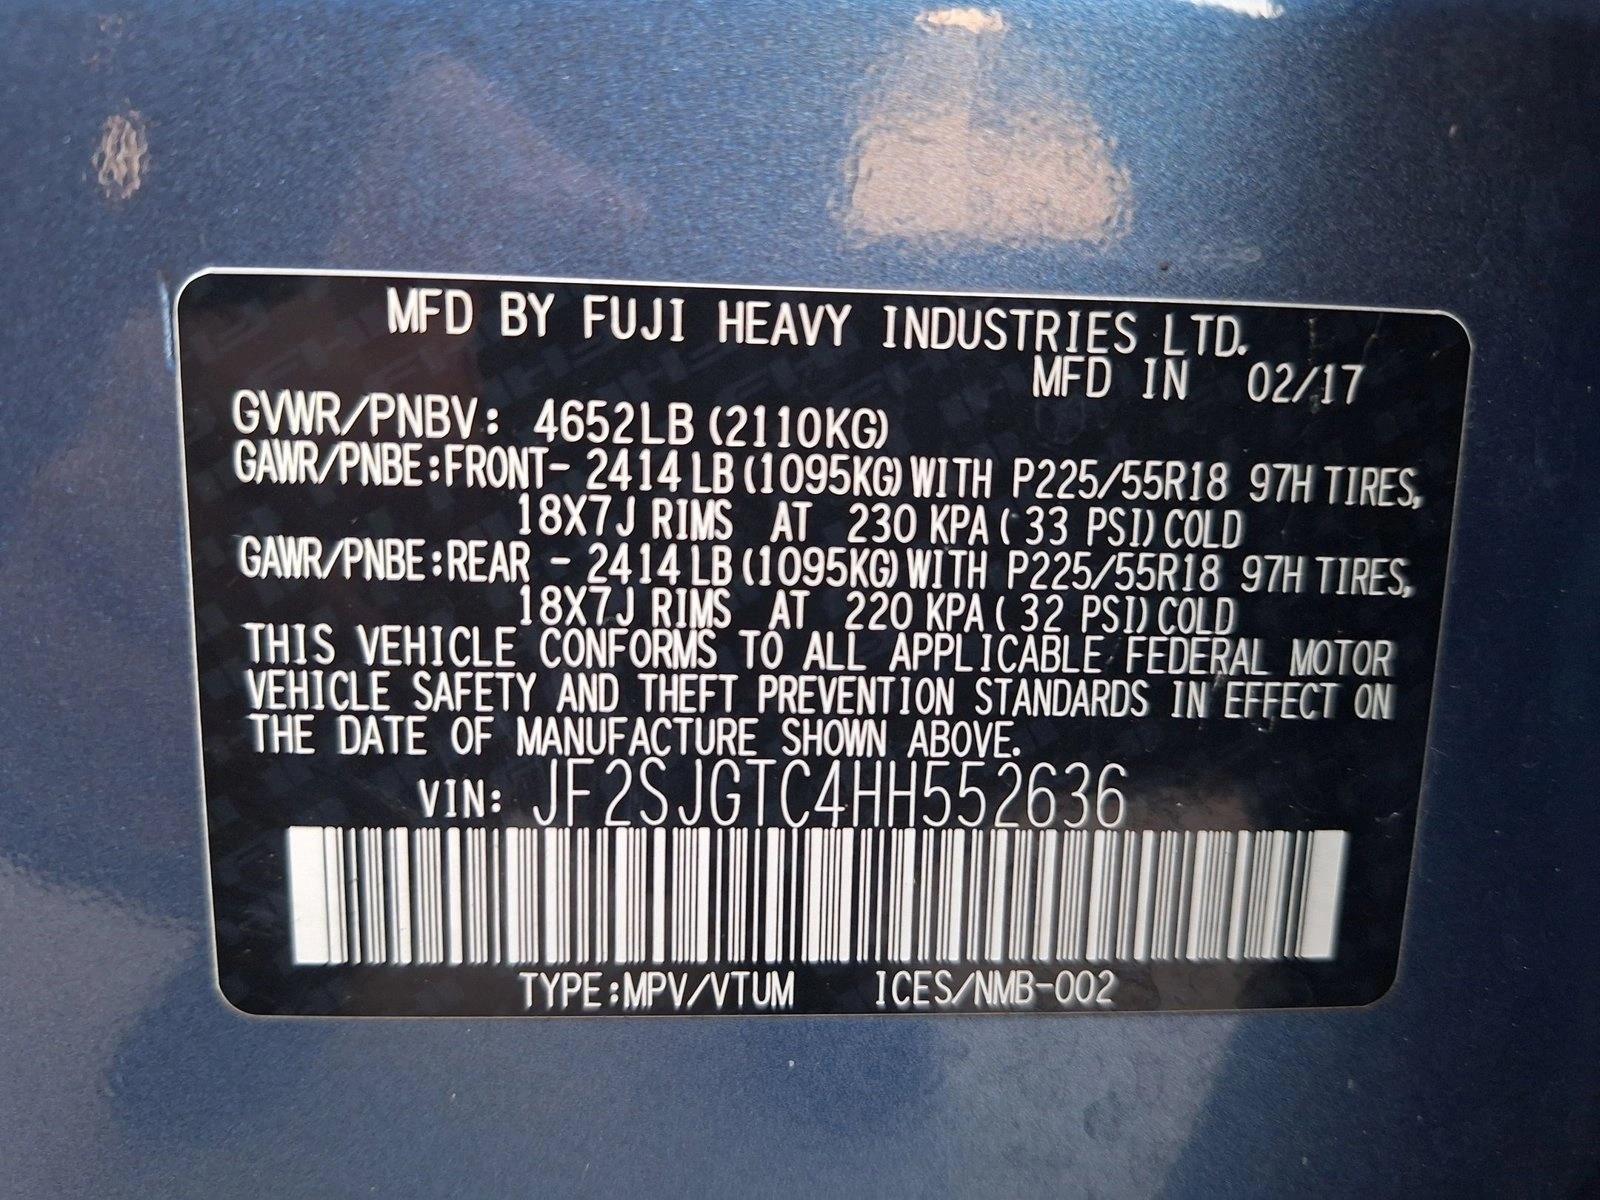 MFD BY FUJI HEAVY INDUSTRIES LTD.
MFD IN 02/17
GVWR/PNBV: 4652LB (2110KG)
GAWR/PNBE:FRONT- 2414LB (1095KG) WITH P225/55R18 97H TIRES,
18X7J RIMS AT 230 KPA ( 33 PSI) COLD
GAWR/PNBE:REAR - 2414LB (1095KG) WITH P225/55R18 97H TIRES,
18X7J RIMS AT 220 KPA ( 32 PSI) COLD
THIS VEHICLE CONFORMS TO ALL APPLICABLE FEDERAL MOTOR
VEHICLE SAFETY AND THEFT PREVENTION STANDARDS IN EFFECT ON
THE DATE OF MANUFACTURE SHOWN ABOVE.
VIN: JF2SJGTC4HH552636
TYPE:MPV/VTUM ICES/NMB-002